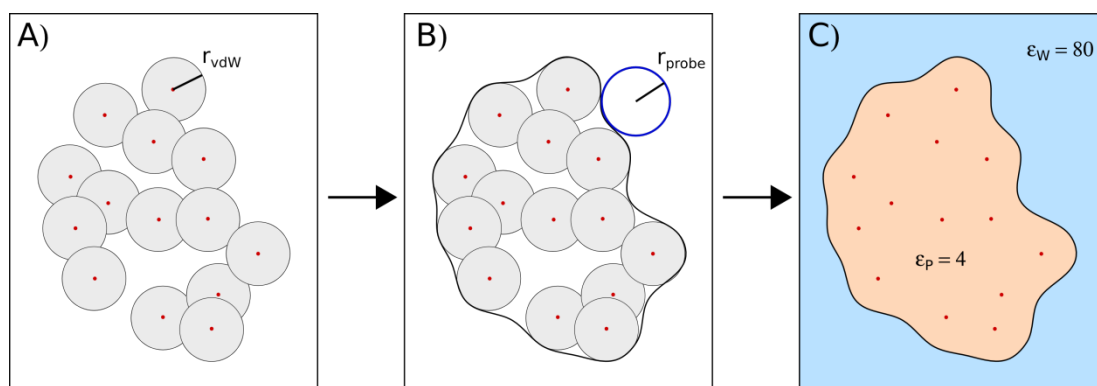 A)
r_vdW
B)
r_probe
C)
ε_W = 80
ε_P = 4